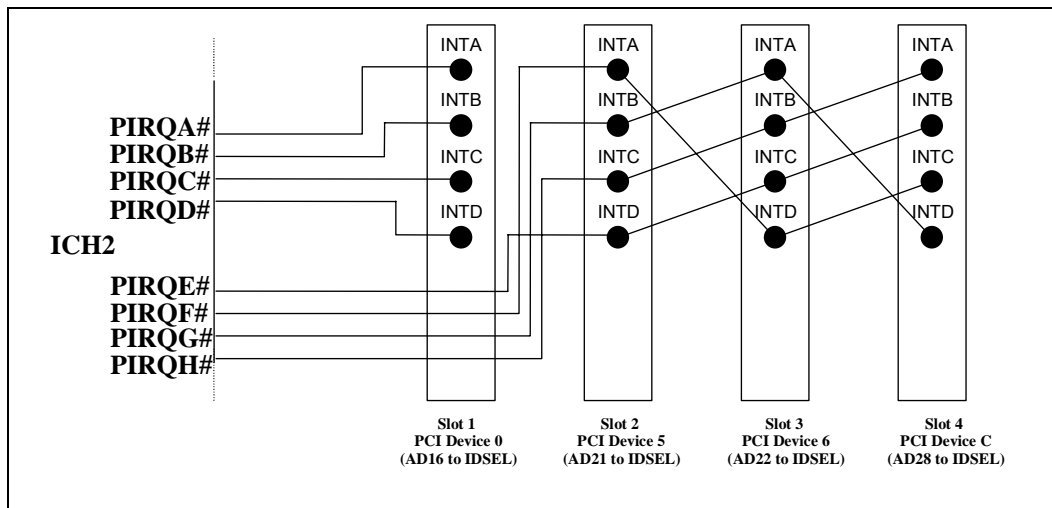 INTA INTA INTA INTA
INTB INTB INTB INTB
PIRQA#
PIRQB#
INTC INTC INTC INTC
PIRQC#
PIRQD#
INTD INTD INTD INTD
ICH2
PIRQE#
PIRQF#
PIRQG#
PIRQH#
Slot 1
PCI Device 0
(AD16 to IDSEL)
Slot 2
PCI Device 5
(AD21 to IDSEL)
Slot 3
PCI Device 6
(AD22 to IDSEL)
Slot 4
PCI Device C
(AD28 to IDSEL)